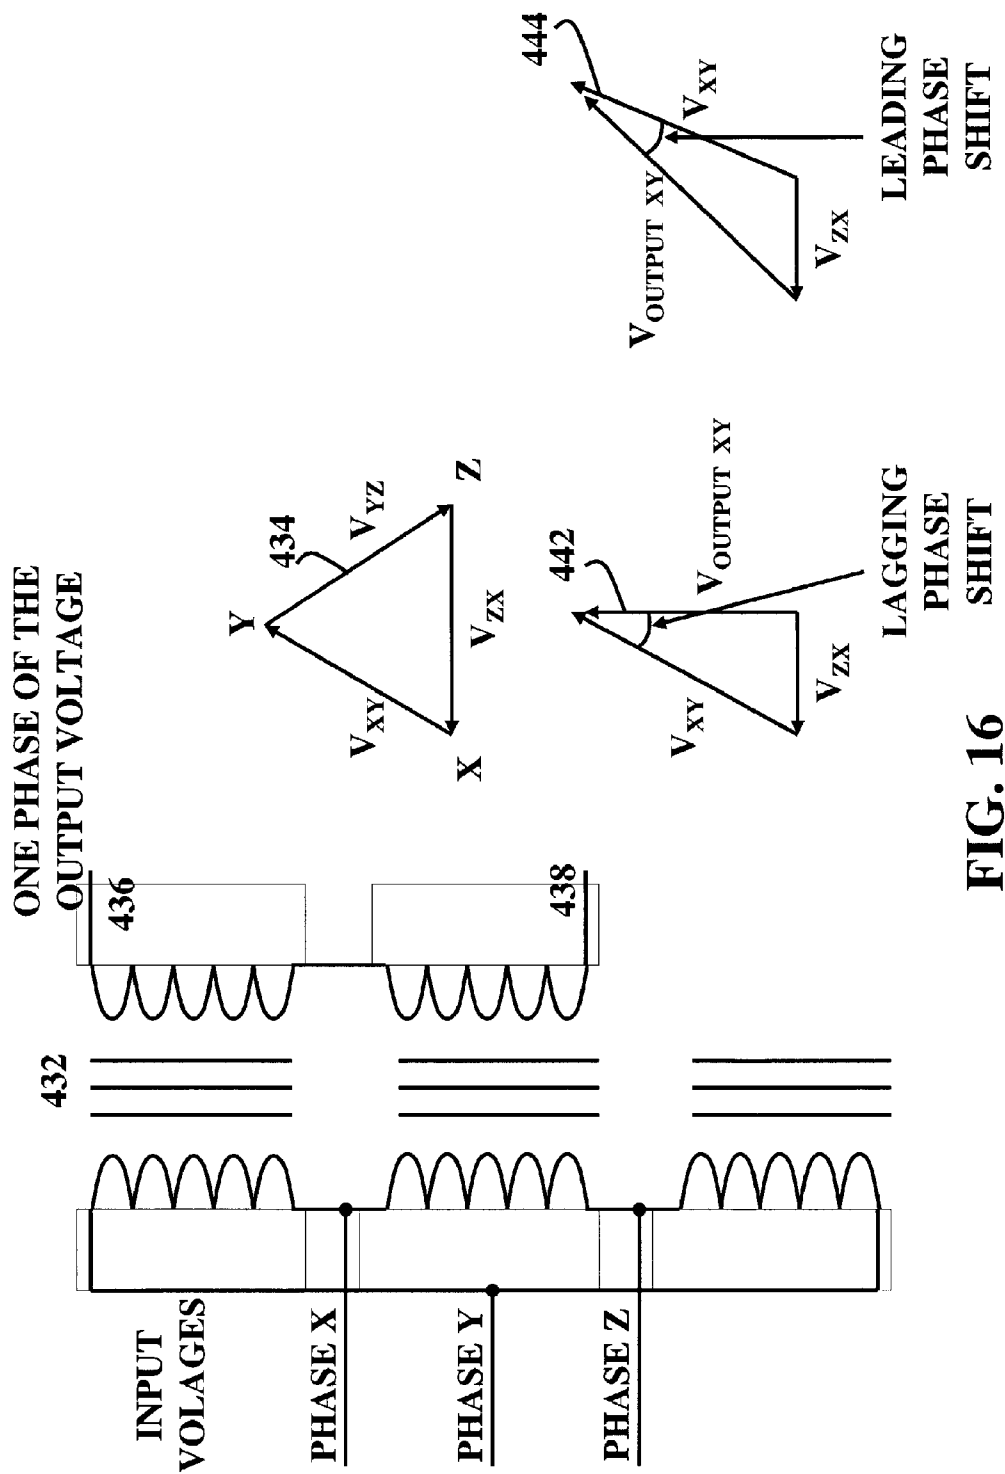 ONE PHASE OF THE
OUTPUT VOLTAGE
432
436
438
INPUT
VOLAGES
PHASE X
PHASE Y
PHASE Z
Y
434
V_XY
V_YZ
X
V_ZX
Z
442
V_XY
V_OUTPUT XY
V_ZX
LAGGING
PHASE
SHIFT
444
V_OUTPUT XY
V_XY
V_ZX
LEADING
PHASE
SHIFT
FIG. 16